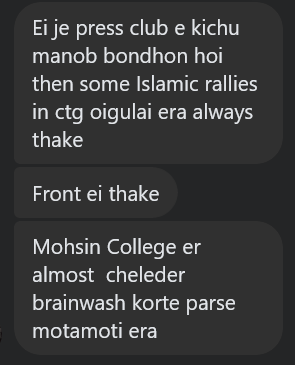 Ei je press club e kichu
manob bondhon hoi
then some Islamic rallies
in ctg oigulai era always
thake
Front ei thake
Mohsin College er
almost cheleder
brainwash korte parse
motamoti era